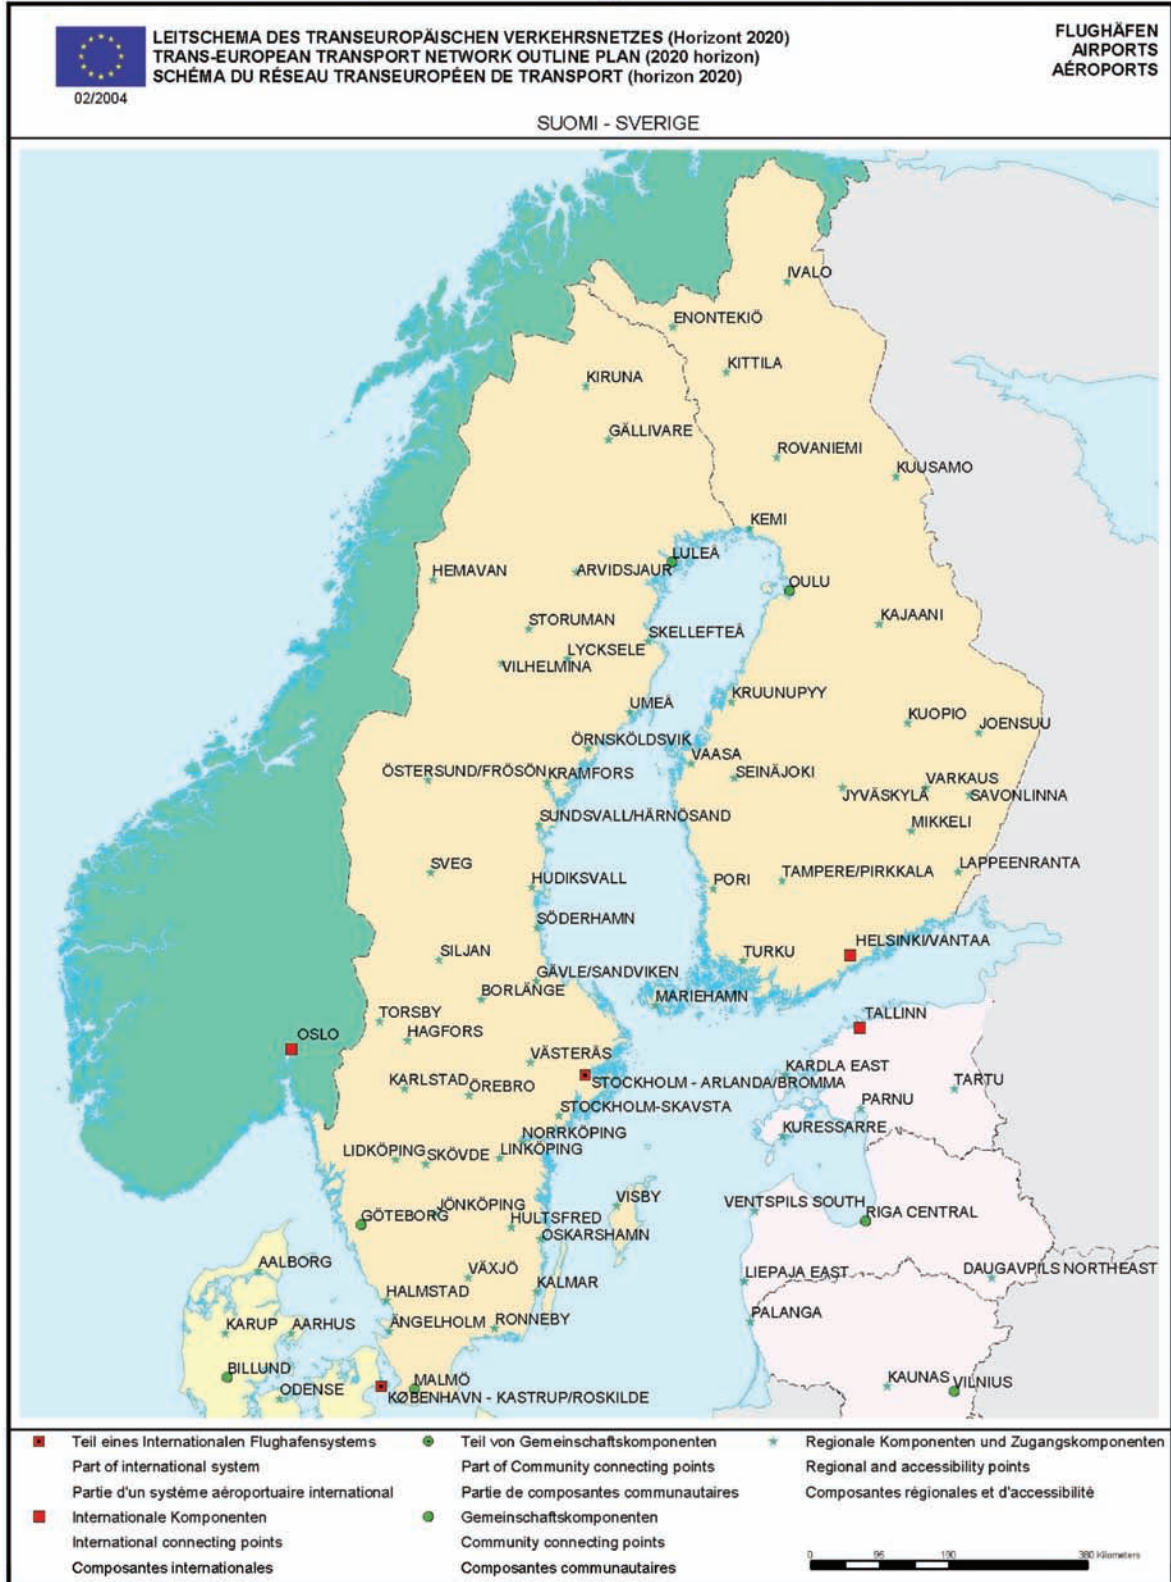 LEITSCHEMA DES TRANSEUROPÄISCHEN VERKEHRSNETZES (Horizont 2020)
TRANS-EUROPEAN TRANSPORT NETWORK OUTLINE PLAN (2020 horizon)
SCHÉMA DU RÉSEAU TRANSEUROPÉEN DE TRANSPORT (horizon 2020)
02/2004
FLUGHÄFEN
AIRPORTS
AÉROPORTS
SUOMI - SVERIGE
IVALO
ENONTEKIÖ
KITTILA
KIRUNA
GÄLLIVARE
ROVANIEMI
KUUSAMO
KEMI
LULEÅ
HEMAVAN
ARVIDSJAUR
OULU
STORUMAN
KAJAANI
SKELLEFTEÅ
LYCKSELE
VILHELMINA
KRUUNUPYY
UMEÅ
KUOPIO
JOENSUU
ÖRNSKÖLDSVIK
VAASA
ÖSTERSUND/FRÖSÖN
KRAMFORS
SEINÄJOKI
VARKAUS
JYVÄSKYLÄ
SAVONLINNA
SUNDSVALL/HÄRNÖSAND
MIKKELI
SVEG
HUDIKSVALL
PORI
TAMPERE/PIRKKALA
LAPPEENRANTA
SÖDERHAMN
SILJAN
TURKU
HELSINKI/VANTAA
GÄVLE/SANDVIKEN
BORLÄNGE
MARIEHAMN
TORSBY
TALLINN
OSLO
HAGFORS
VÄSTERÅS
KARDLA EAST
KARLSTAD
ÖREBRO
STOCKHOLM - ARLANDA/BROMMA
TARTU
STOCKHOLM-SKAVSTA
PARNU
NORRKÖPING
KURESSARRE
LIDKÖPING
SKÖVDE
LINKÖPING
VISBY
JÖNKÖPING
VENTSPILS SOUTH
GÖTEBORG
HULTSFRED
RIGA CENTRAL
OSKARSHAMN
AALBORG
VÄXJÖ
KALMAR
LIEPAJA EAST
DAUGAVPILS NORTHEAST
HALMSTAD
PALANGA
KARUP
AARHUS
ÄNGELHOLM
RONNEBY
BILLUND
MALMÖ
KAUNAS
VILNIUS
ODENSE
KØBENHAVN - KASTRUP/ROSKILDE
Teil eines Internationalen Flughafensystems
Part of international system
Partie d'un système aéroportuaire international
Internationale Komponenten
International connecting points
Composantes internationales
Teil von Gemeinschaftskomponenten
Part of Community connecting points
Partie de composantes communautaires
Gemeinschaftskomponenten
Community connecting points
Composantes communautaires
Regionale Komponenten und Zugangskomponenten
Regional and accessibility points
Composantes régionales et d'accessibilité
0 95 190 380 Kilometers